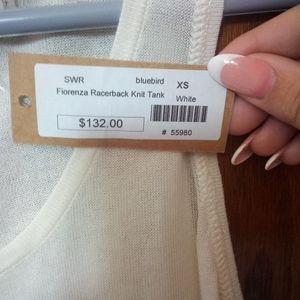 SWR bluebird XS
Fiorenza Racerback Knit Tank White
$132.00
# 55980